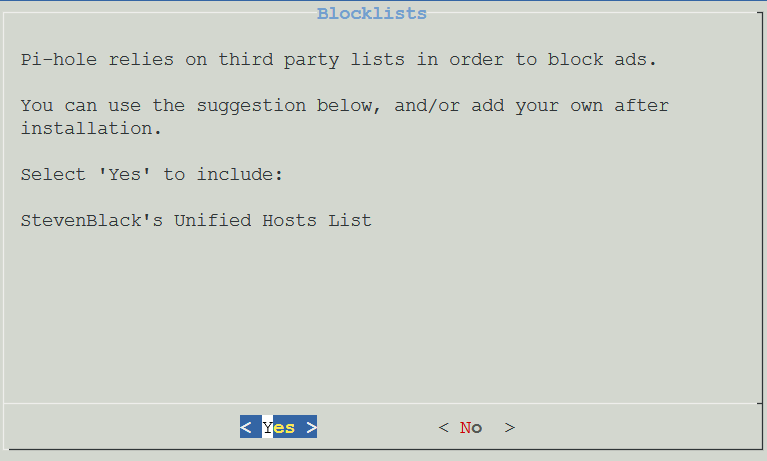 Blocklists
Pi-hole relies on third party lists in order to block ads.
You can use the suggestion below, and/or add your own after
installation.
Select 'Yes' to include:
StevenBlack's Unified Hosts List
< Yes > < No >